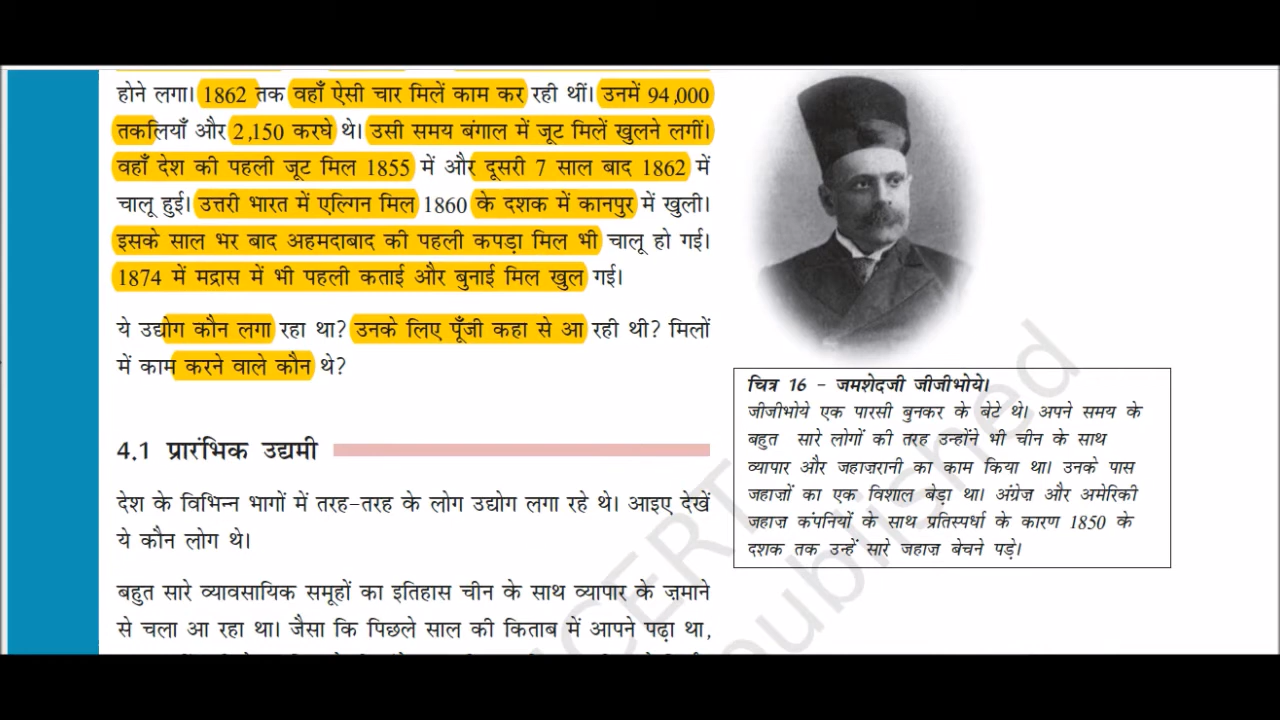 होने लगा। 1862 तक वहाँ ऐसी चार मिलें काम कर रही थीं। उनमें 94,000
तकलियाँ और 2,150 करघे थे। उसी समय बंगाल में जूट मिलें खुलने लगीं।
वहाँ देश की पहली जूट मिल 1855 में और दूसरी 7 साल बाद 1862 में
चालू हुई। उत्तरी भारत में एल्गिन मिल 1860 के दशक में कानपुर में खुली।
इसके साल भर बाद अहमदाबाद की पहली कपड़ा मिल भी चालू हो गई।
1874 में मद्रास में भी पहली कताई और बुनाई मिल खुल गई।
ये उद्योग कौन लगा रहा था? उनके लिए पूँजी कहा से आ रही थी? मिलों
में काम करने वाले कौन थे?
4.1 प्रारंभिक उद्यमी
देश के विभिन्न भागों में तरह-तरह के लोग उद्योग लगा रहे थे। आइए देखें
ये कौन लोग थे।
बहुत सारे व्यावसायिक समूहों का इतिहास चीन के साथ व्यापार के ज़माने
से चला आ रहा था। जैसा कि पिछले साल की किताब में आपने पढ़ा था,
चित्र 16 – जमशेदजी जीजीभोये।
जीजीभोये एक पारसी बुनकर के बेटे थे। अपने समय के
बहुत सारे लोगों की तरह उन्होंने भी चीन के साथ
व्यापार और जहाज़रानी का काम किया था। उनके पास
जहाज़ों का एक विशाल बेड़ा था। अंग्रेज़ और अमेरिकी
जहाज़ कंपनियों के साथ प्रतिस्पर्धा के कारण 1850 के
दशक तक उन्हें सारे जहाज़ बेचने पड़े।